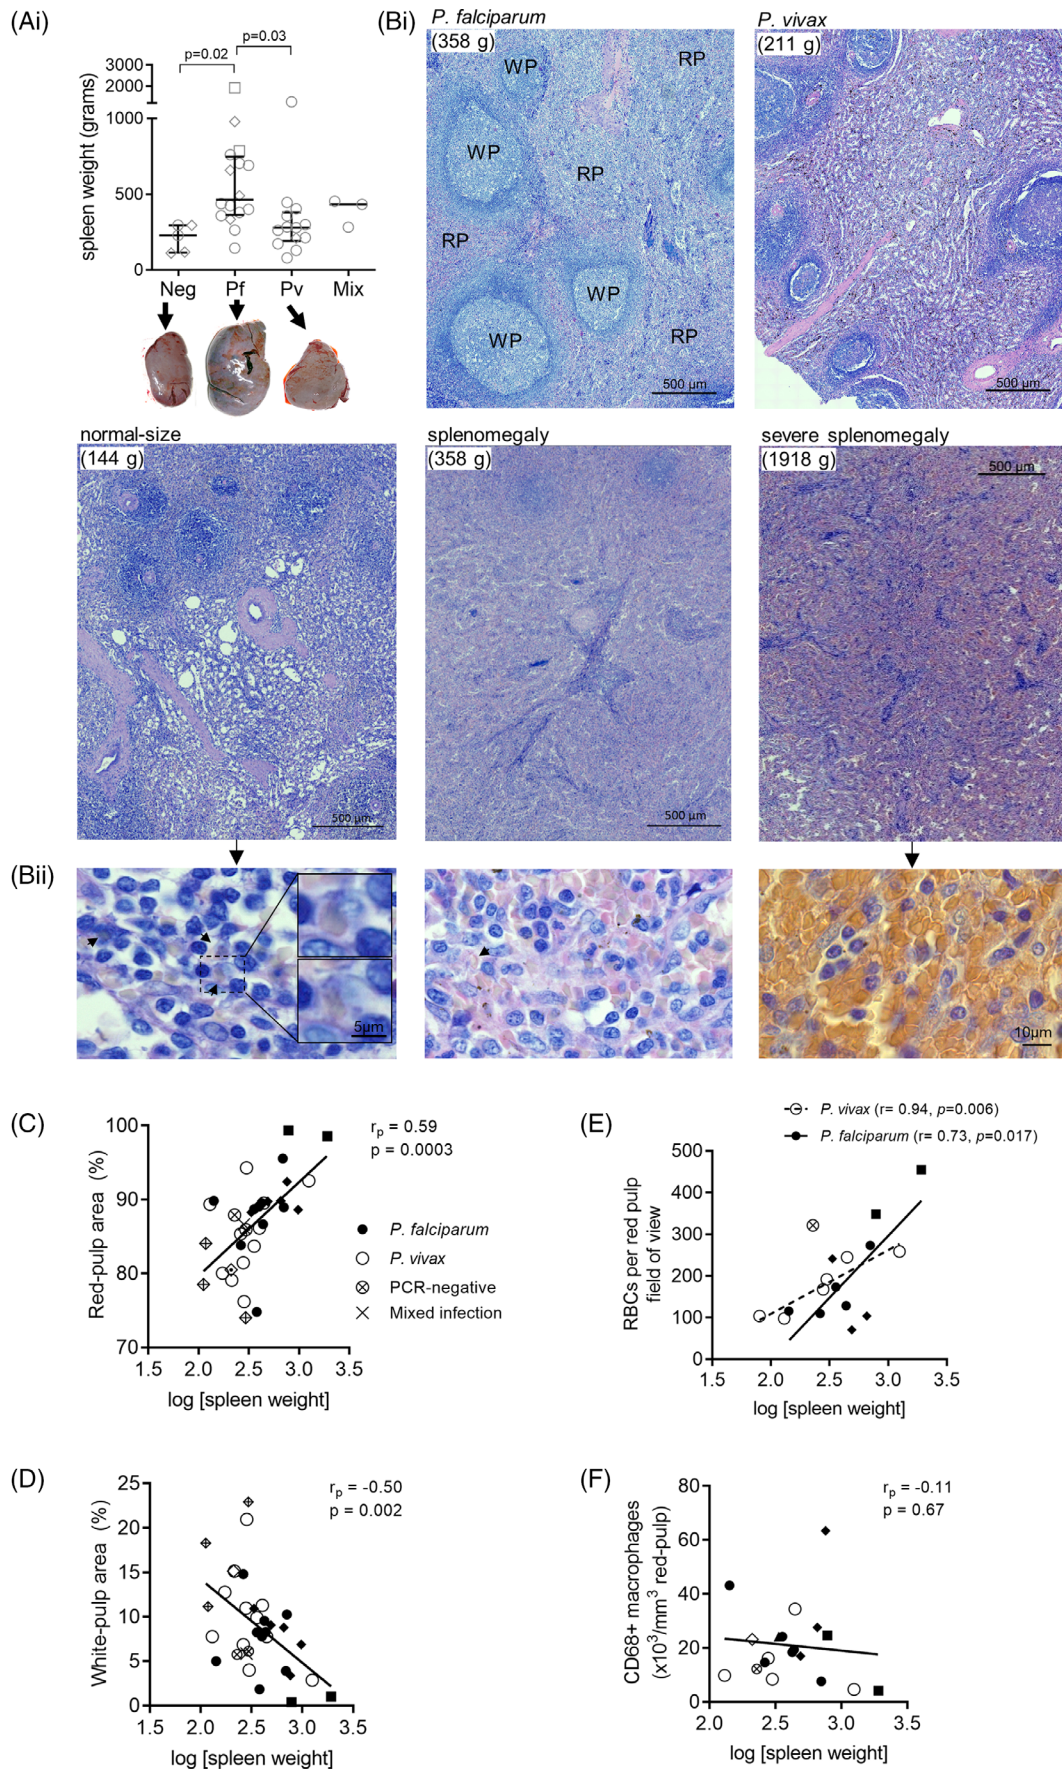 (Ai)
p=0.03
p=0.02
spleen weight (grams)
3000
2000
1000
500
0
Neg Pf Pv Mix
(Bi)
P. falciparum
(358 g)
WP
RP
WP
RP
RP
WP
WP
RP
500 µm
P. vivax
(211 g)
500 µm
normal-size
(144 g)
500 µm
splenomegaly
(358 g)
500 µm
severe splenomegaly
(1918 g)
500 µm
(Bii)
5µm
10µm
(C)
rp = 0.59
p = 0.0003
Red-pulp area (%)
100
90
80
70
1.5 2.0 2.5 3.0 3.5
log [spleen weight]
P. falciparum
P. vivax
PCR-negative
Mixed infection
(E)
P. vivax (r= 0.94, p=0.006)
P. falciparum (r= 0.73, p=0.017)
RBCs per red pulp
field of view
500
400
300
200
100
0
1.5 2.0 2.5 3.0 3.5
log [spleen weight]
(D)
rp = -0.50
p = 0.002
White-pulp area (%)
25
20
15
10
5
0
1.5 2.0 2.5 3.0 3.5
log [spleen weight]
(F)
rp = -0.11
p = 0.67
CD68+ macrophages
(x10³/mm³ red-pulp)
80
60
40
20
0
2.0 2.5 3.0 3.5
log [spleen weight]